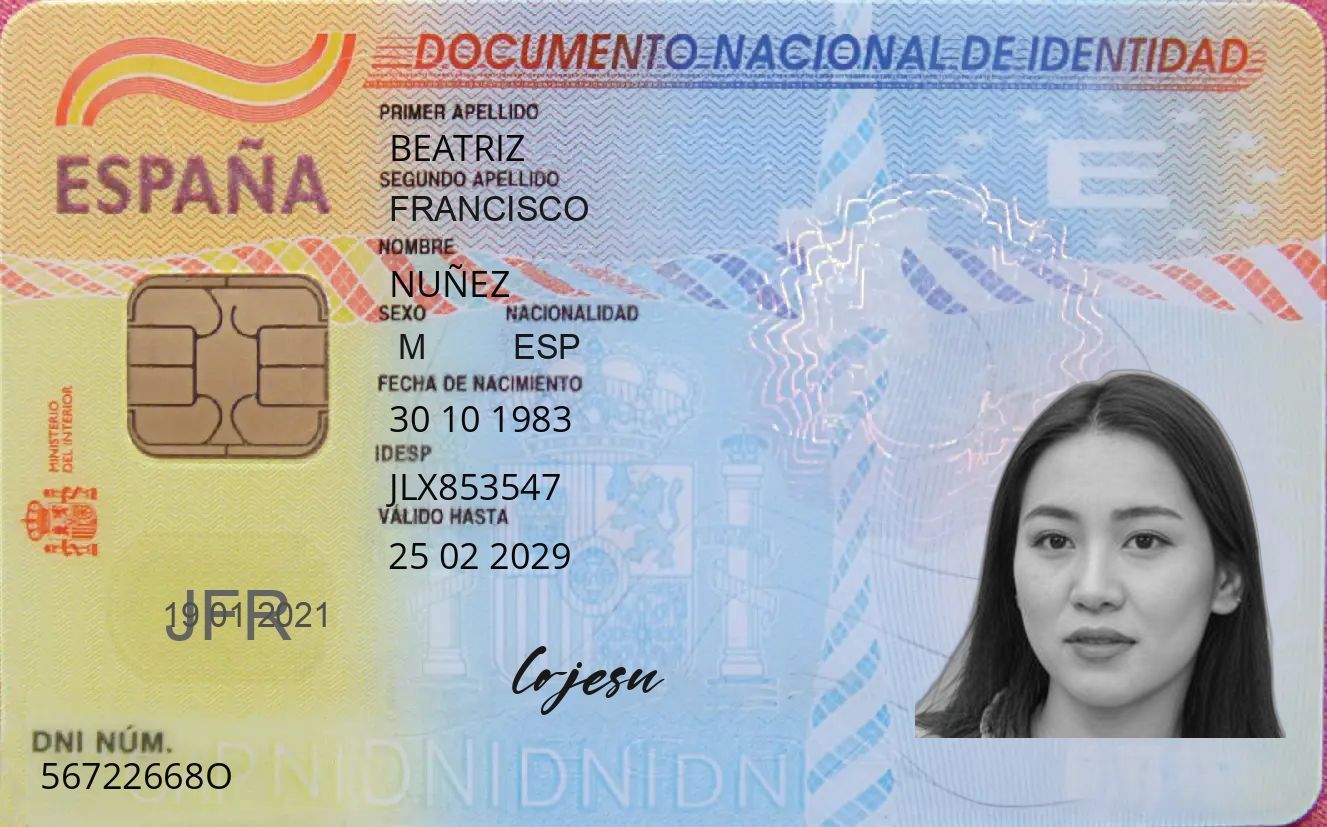 DOCUMENTO NACIONAL DE IDENTIDAD
ESPAÑA
PRIMER APELLIDO
BEATRIZ
SEGUNDO APELLIDO
FRANCISCO
NOMBRE
NUÑEZ
SEXO NACIONALIDAD
M ESP
FECHA DE NACIMIENTO
30 10 1983
IDESP
JLX853547
VÁLIDO HASTA
25 02 2029
MINISTERIO
DEL INTERIOR
E
JFR
19 01 2021
Cojesu
DNI NÚM.
56722668O
DNIDNIDNIDNI